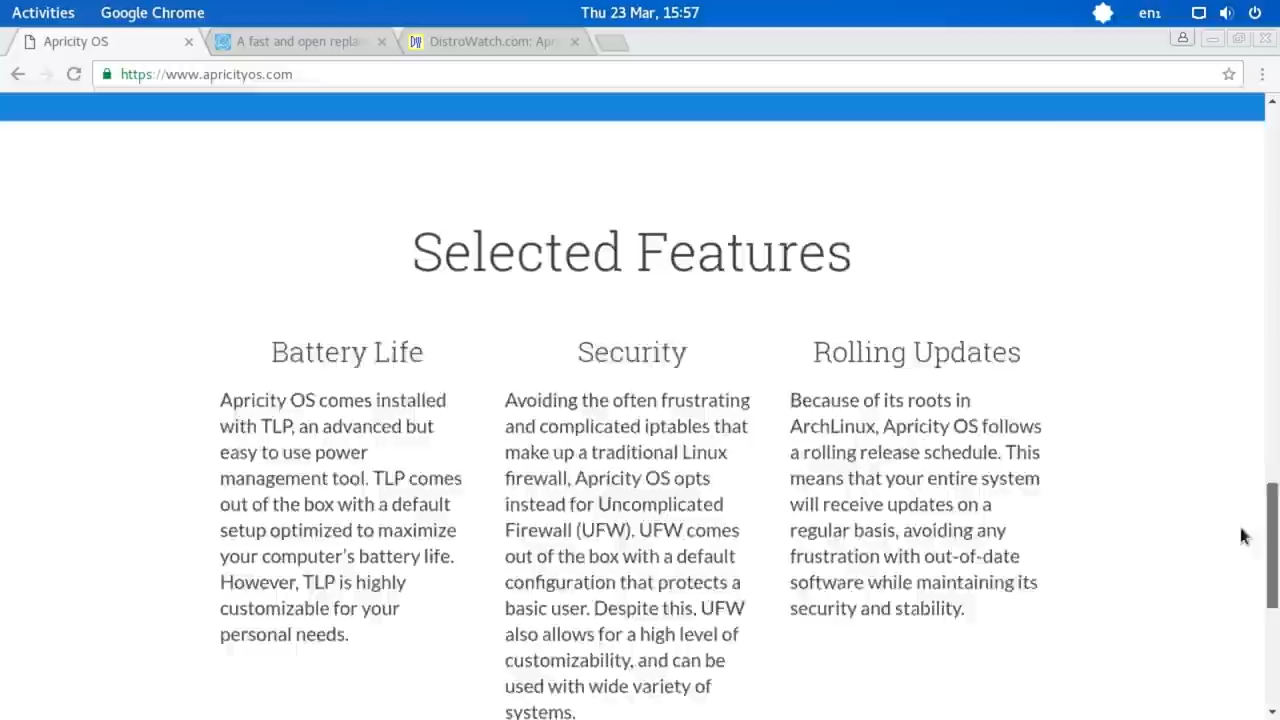 Activities Google Chrome Thu 23 Mar, 15:57 en₁
Apricity OS A fast and open repla DistroWatch.com: Apr
https://www.apricityos.com
Selected Features
Battery Life
Apricity OS comes installed
with TLP, an advanced but
easy to use power
management tool. TLP comes
out of the box with a default
setup optimized to maximize
your computer's battery life.
However, TLP is highly
customizable for your
personal needs.
Security
Avoiding the often frustrating
and complicated iptables that
make up a traditional Linux
firewall, Apricity OS opts
instead for Uncomplicated
Firewall (UFW). UFW comes
out of the box with a default
configuration that protects a
basic user. Despite this, UFW
also allows for a high level of
customizability, and can be
used with wide variety of
systems.
Rolling Updates
Because of its roots in
ArchLinux, Apricity OS follows
a rolling release schedule. This
means that your entire system
will receive updates on a
regular basis, avoiding any
frustration with out-of-date
software while maintaining its
security and stability.